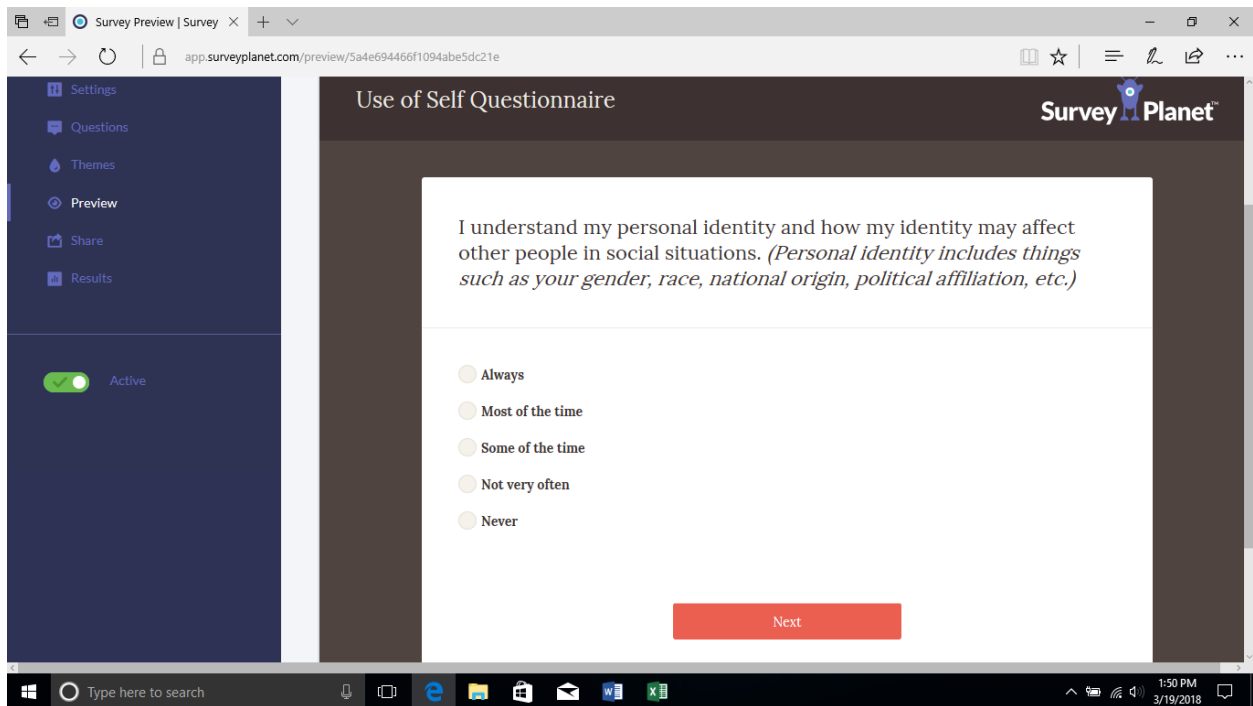 Survey Preview | Survey
app.surveyplanet.com/preview/5a4e694466f1094abe5dc21e
Settings
Questions
Themes
Preview
Share
Results
Active
Use of Self Questionnaire
Survey Planet™
I understand my personal identity and how my identity may affect
other people in social situations. (Personal identity includes things
such as your gender, race, national origin, political affiliation, etc.)
Always
Most of the time
Some of the time
Not very often
Never
Next
Type here to search
1:50 PM
3/19/2018